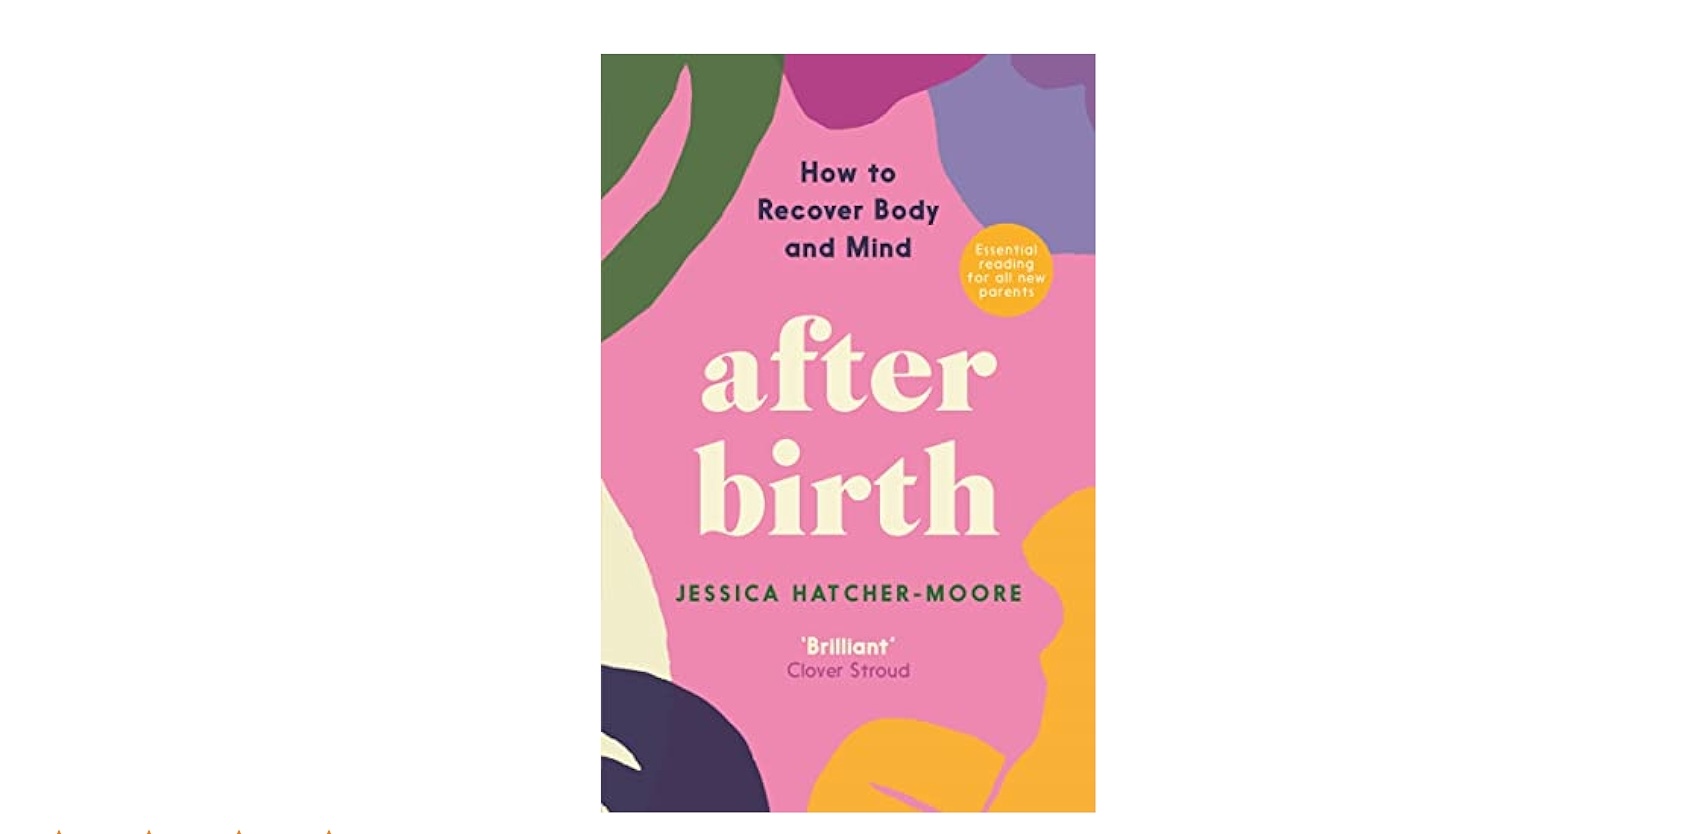 How to
Recover Body
and Mind
Essential
reading
for all new
parents
after
birth
JESSICA HATCHER-MOORE
'Brilliant'
Clover Stroud